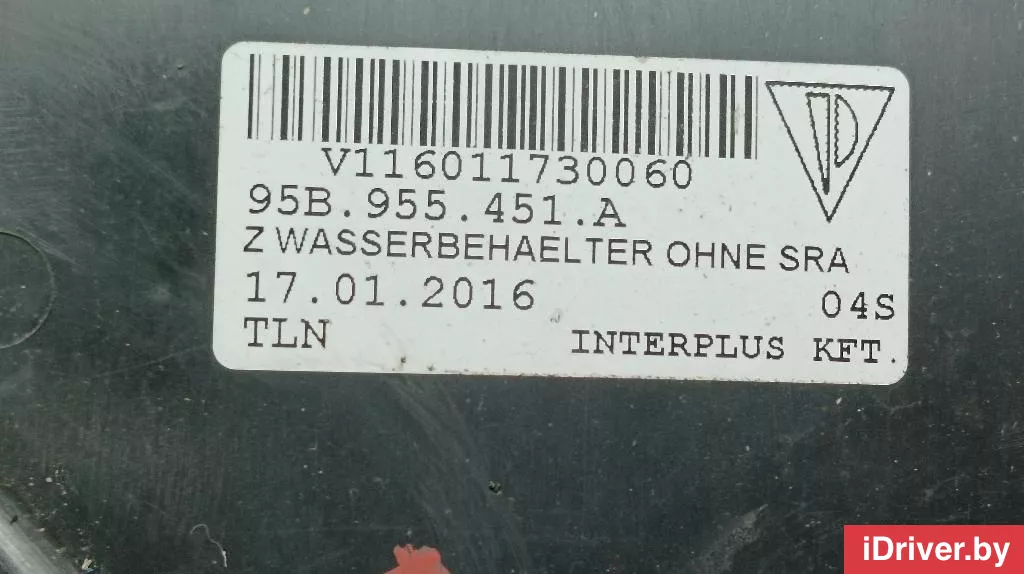 V116011730060
95B.955.451.A
Z WASSERBEHAELTER OHNE SRA
17.01.2016 04S
TLN INTERPLUS KFT.
iDriver.by